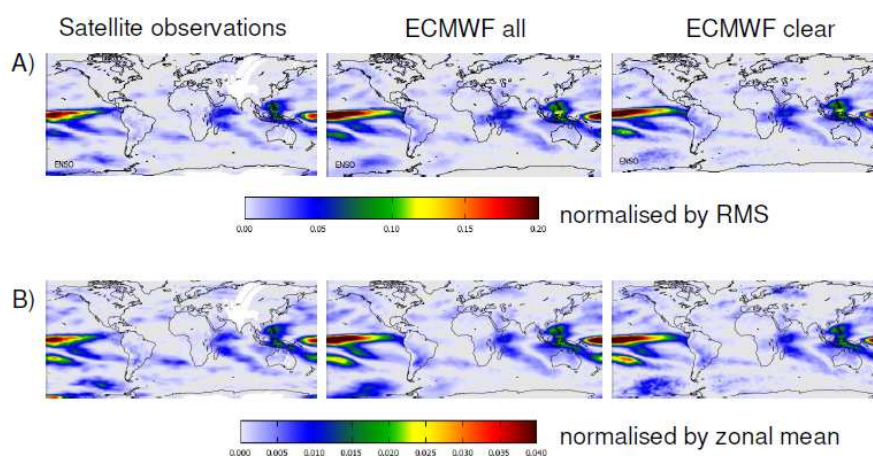 Satellite observations ECMWF all ECMWF clear
A)
ENSO ENSO ENSO
0.00 0.05 0.10 0.15 0.20 normalised by RMS
B)
0.000 0.005 0.010 0.015 0.020 0.025 0.030 0.035 0.040 normalised by zonal mean